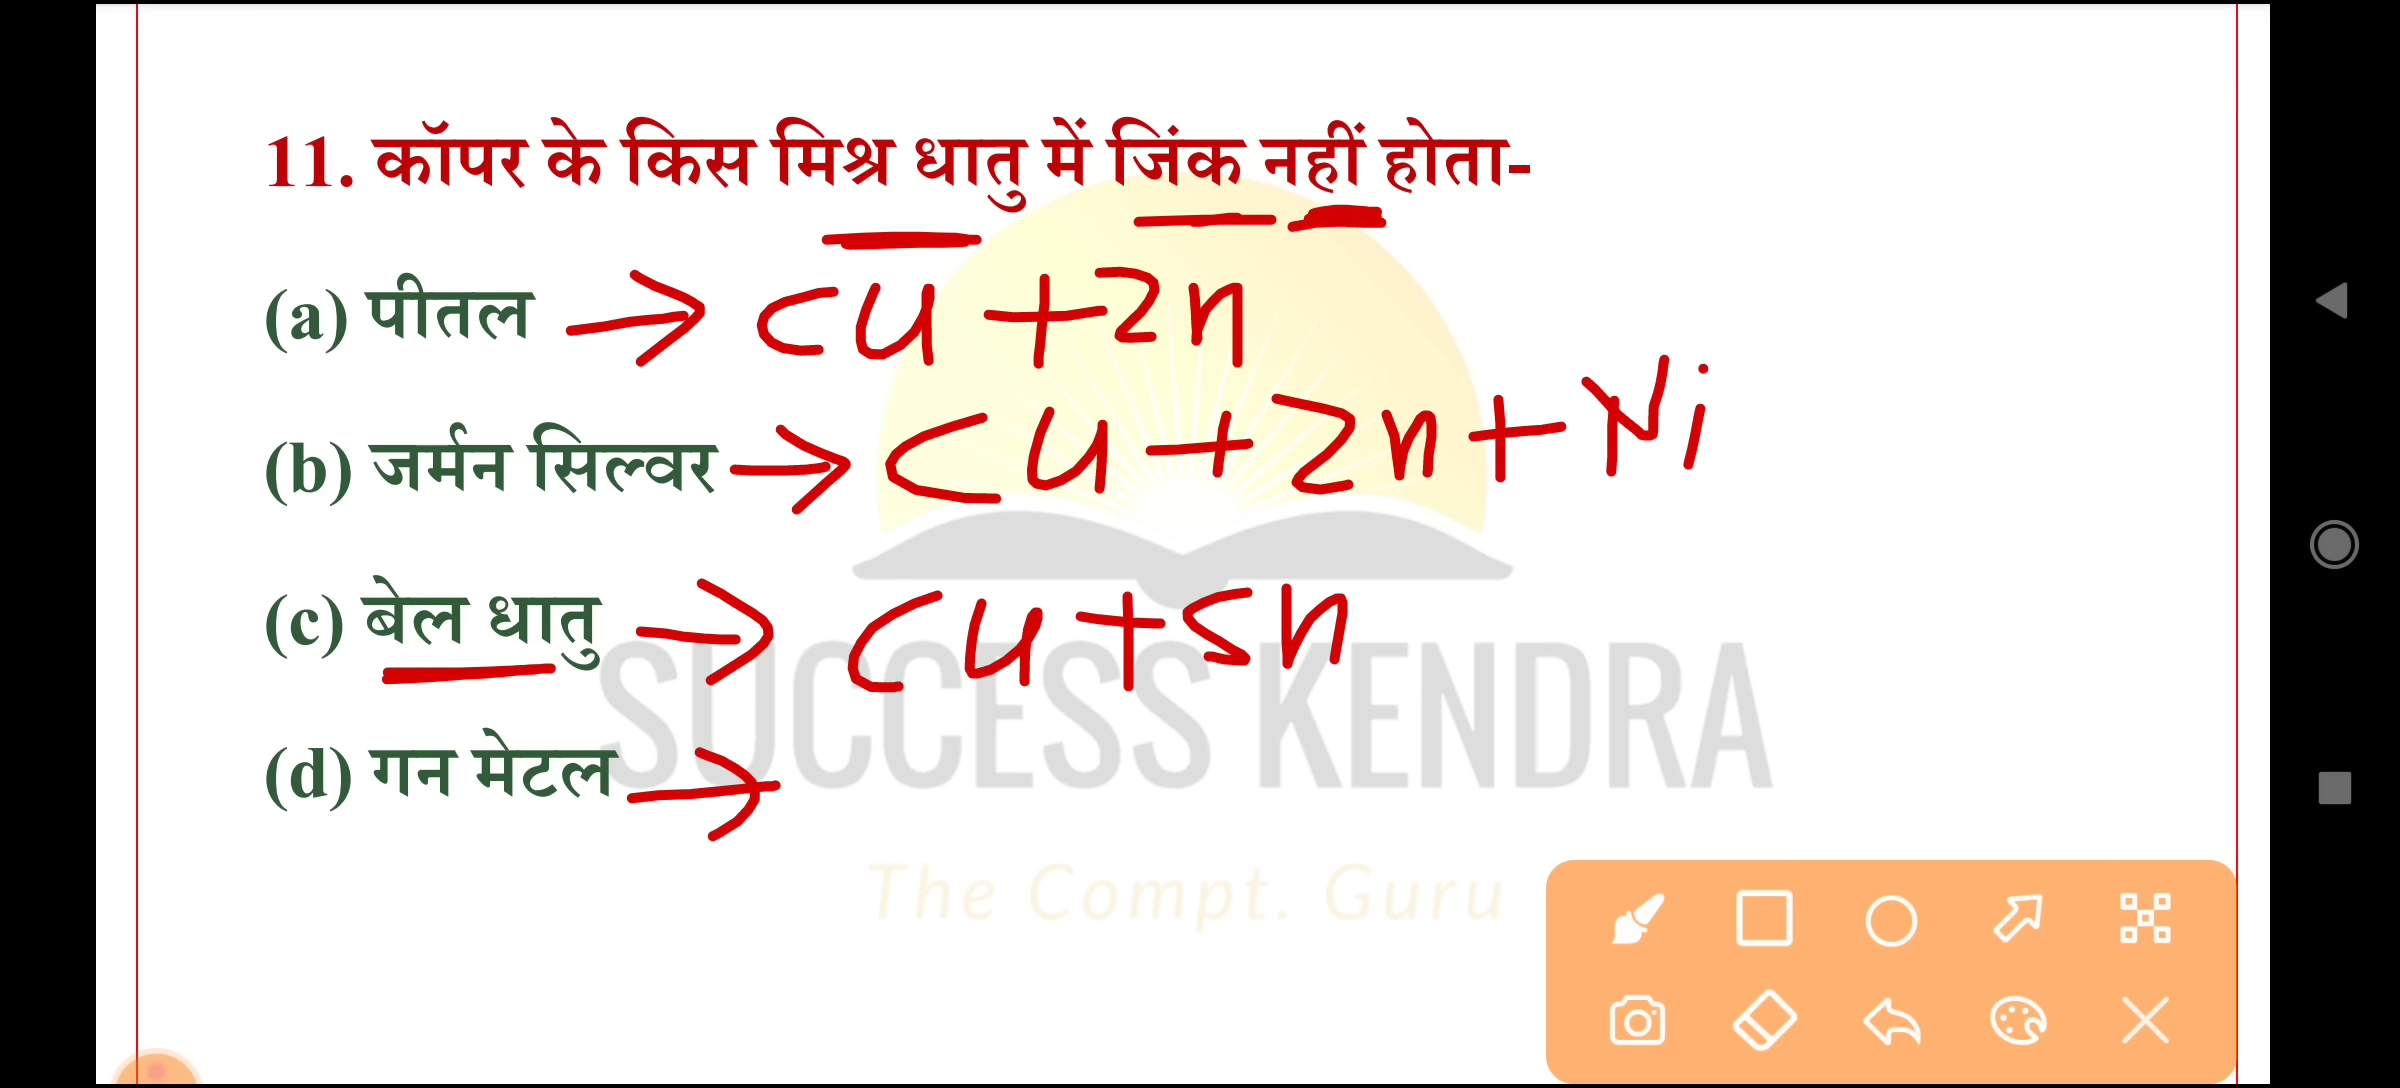 11. कॉपर के किस मिश्र धातु में जिंक नहीं होता-
(a) पीतल → Cu + Zn
(b) जर्मन सिल्वर → Cu + Zn + Ni
(c) बेल धातु → Cu + Sn
(d) गन मेटल →
SUCCESS KENDRA
The Compt. Guru